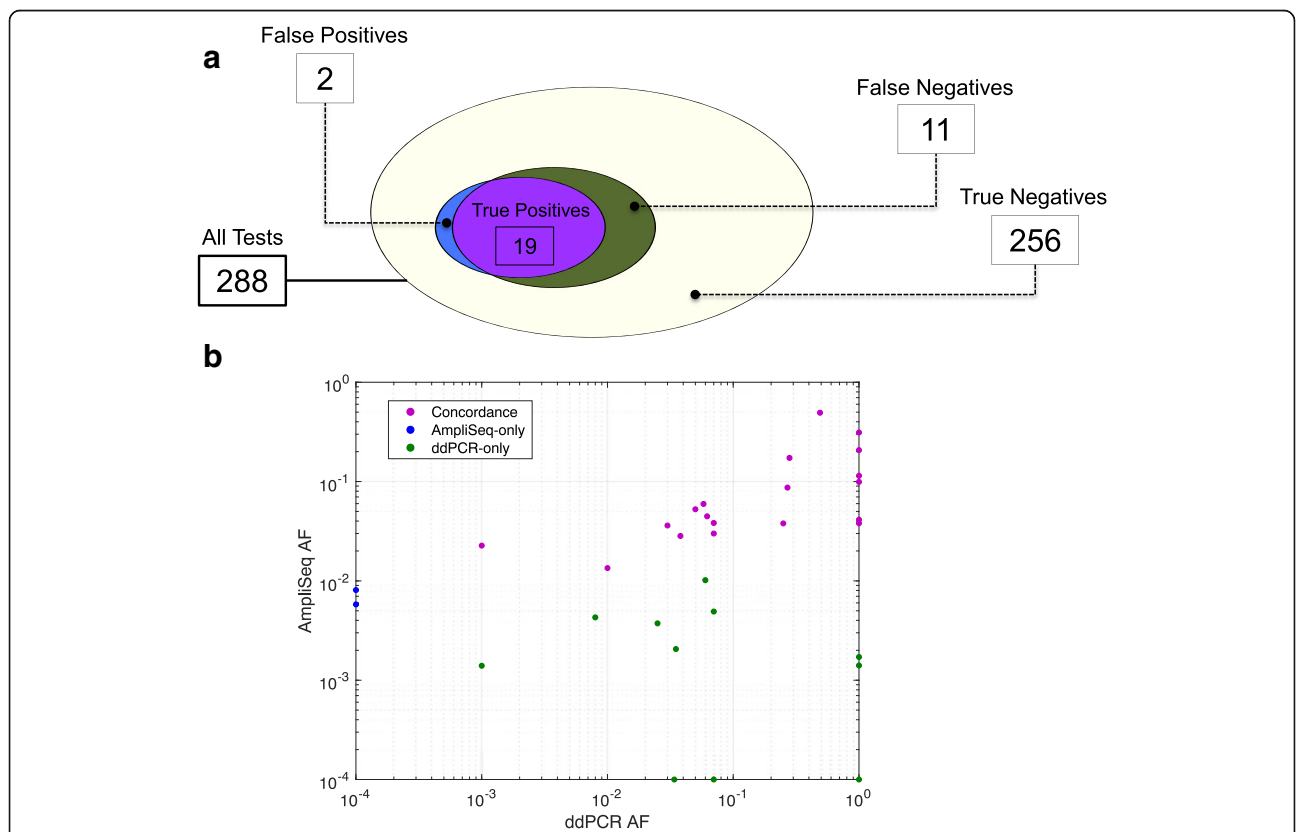 a
False Positives
2
False Negatives
11
True Negatives
256
True Positives
19
All Tests
288
b
10^0
10^-1
10^-2
10^-3
10^-4
AmpliSeq AF
Concordance
AmpliSeq-only
ddPCR-only
10^-4 10^-3 10^-2 10^-1 10^0
ddPCR AF